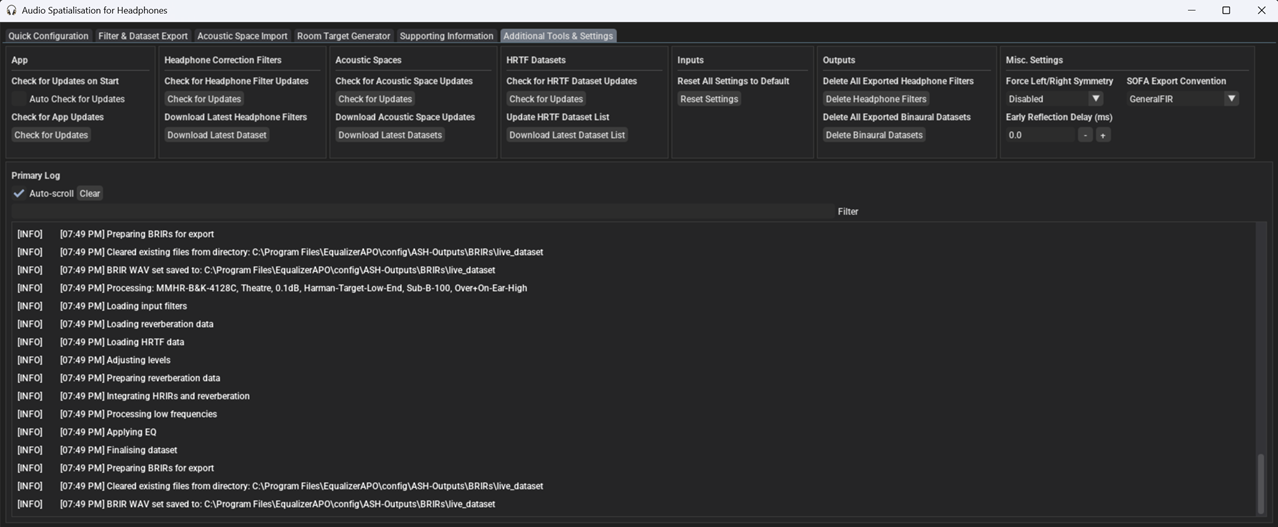 Audio Spatialisation for Headphones
Quick Configuration Filter & Dataset Export Acoustic Space Import Room Target Generator Supporting Information Additional Tools & Settings
App Headphone Correction Filters Acoustic Spaces HRTF Datasets Inputs Outputs Misc. Settings
Check for Updates on Start Check for Headphone Filter Updates Check for Acoustic Space Updates Check for HRTF Dataset Updates Reset All Settings to Default Delete All Exported Headphone Filters Force Left/Right Symmetry SOFA Export Convention
Auto Check for Updates Check for Updates Check for Updates Check for Updates Reset Settings Delete Headphone Filters Disabled GeneralFIR
Check for App Updates Download Latest Headphone Filters Download Acoustic Space Updates Update HRTF Dataset List Delete All Exported Binaural Datasets Early Reflection Delay (ms)
Check for Updates Download Latest Dataset Download Latest Datasets Download Latest Dataset List Delete Binaural Datasets 0.0 - +
Primary Log
Auto-scroll Clear
Filter
[INFO] [07:49 PM] Preparing BRIRs for export
[INFO] [07:49 PM] Cleared existing files from directory: C:\Program Files\EqualizerAPO\config\ASH-Outputs\BRIRs\live_dataset
[INFO] [07:49 PM] BRIR WAV set saved to: C:\Program Files\EqualizerAPO\config\ASH-Outputs\BRIRs\live_dataset
[INFO] [07:49 PM] Processing: MMHR-B&K-4128C, Theatre, 0.1dB, Harman-Target-Low-End, Sub-B-100, Over+On-Ear-High
[INFO] [07:49 PM] Loading input filters
[INFO] [07:49 PM] Loading reverberation data
[INFO] [07:49 PM] Loading HRTF data
[INFO] [07:49 PM] Adjusting levels
[INFO] [07:49 PM] Preparing reverberation data
[INFO] [07:49 PM] Integrating HRIRs and reverberation
[INFO] [07:49 PM] Processing low frequencies
[INFO] [07:49 PM] Applying EQ
[INFO] [07:49 PM] Finalising dataset
[INFO] [07:49 PM] Preparing BRIRs for export
[INFO] [07:49 PM] Cleared existing files from directory: C:\Program Files\EqualizerAPO\config\ASH-Outputs\BRIRs\live_dataset
[INFO] [07:49 PM] BRIR WAV set saved to: C:\Program Files\EqualizerAPO\config\ASH-Outputs\BRIRs\live_dataset